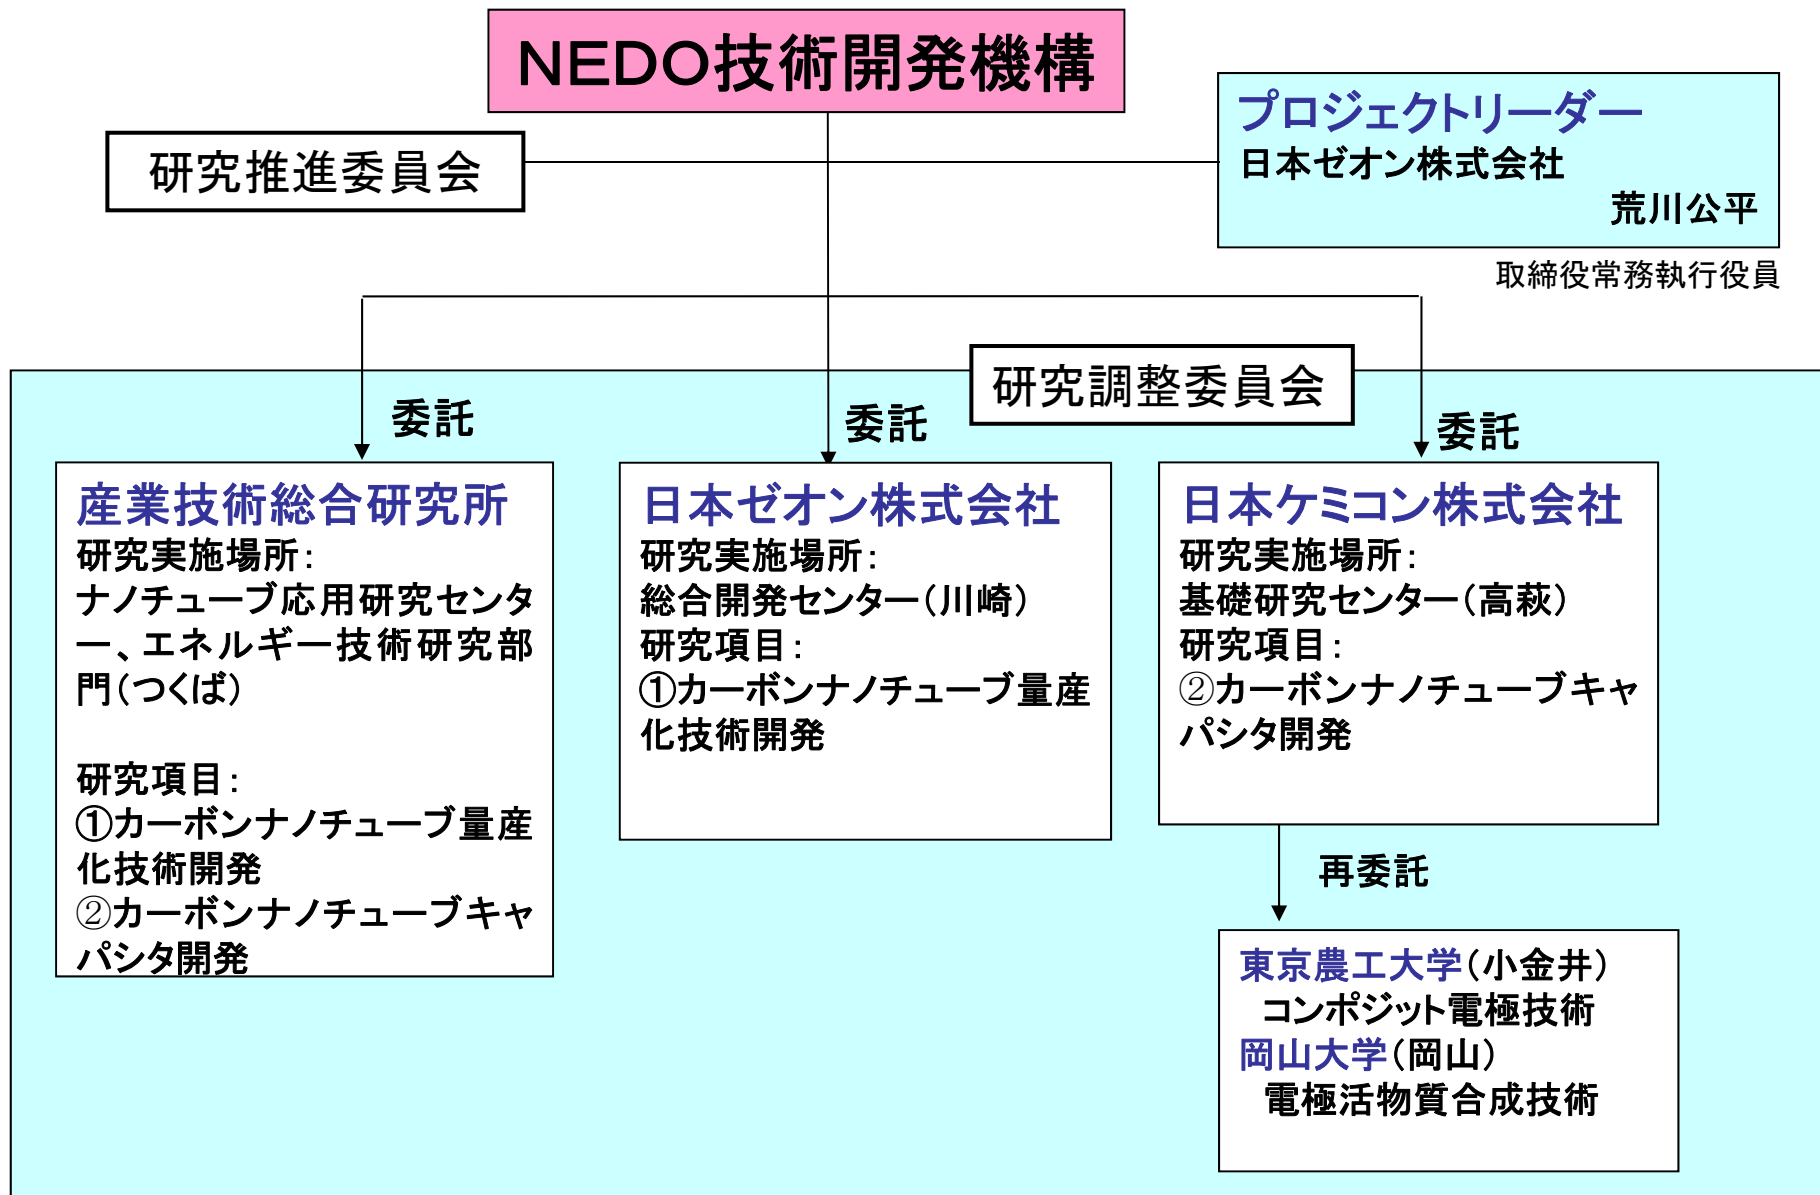 NEDO技術開発機構
プロジェクトリーダー
日本ゼオン株式会社
荒川公平
取締役常務執行役員
研究推進委員会
研究調整委員会
委託
委託
委託
産業技術総合研究所
研究実施場所：
ナノチューブ応用研究センタ
ー、エネルギー技術研究部
門（つくば）
研究項目：
①カーボンナノチューブ量産
化技術開発
②カーボンナノチューブキャ
パシタ開発
日本ゼオン株式会社
研究実施場所：
総合開発センター（川崎）
研究項目：
①カーボンナノチューブ量産
化技術開発
日本ケミコン株式会社
研究実施場所：
基礎研究センター（高萩）
研究項目：
②カーボンナノチューブキャ
パシタ開発
再委託
東京農工大学（小金井）
コンポジット電極技術
岡山大学（岡山）
電極活物質合成技術